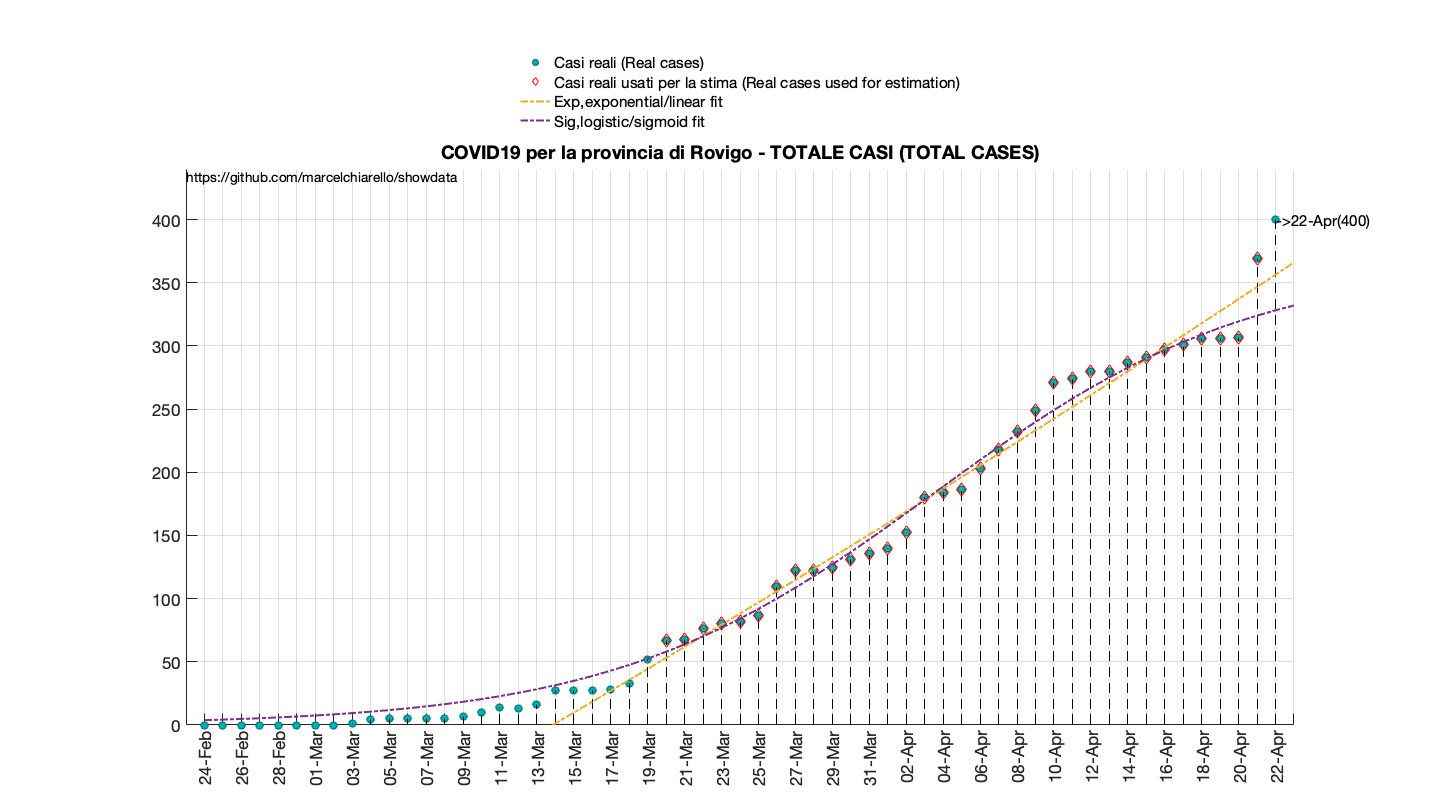 Casi reali (Real cases)
Casi reali usati per la stima (Real cases used for estimation)
Exp,exponential/linear fit
Sig,logistic/sigmoid fit
COVID19 per la provincia di Rovigo - TOTALE CASI (TOTAL CASES)
https://github.com/marcelchiarello/showdata
400
>22-Apr(400)
350
300
250
200
150
100
50
0
24-Feb
26-Feb
28-Feb
01-Mar
03-Mar
05-Mar
07-Mar
09-Mar
11-Mar
13-Mar
15-Mar
17-Mar
19-Mar
21-Mar
23-Mar
25-Mar
27-Mar
29-Mar
31-Mar
02-Apr
04-Apr
06-Apr
08-Apr
10-Apr
12-Apr
14-Apr
16-Apr
18-Apr
20-Apr
22-Apr